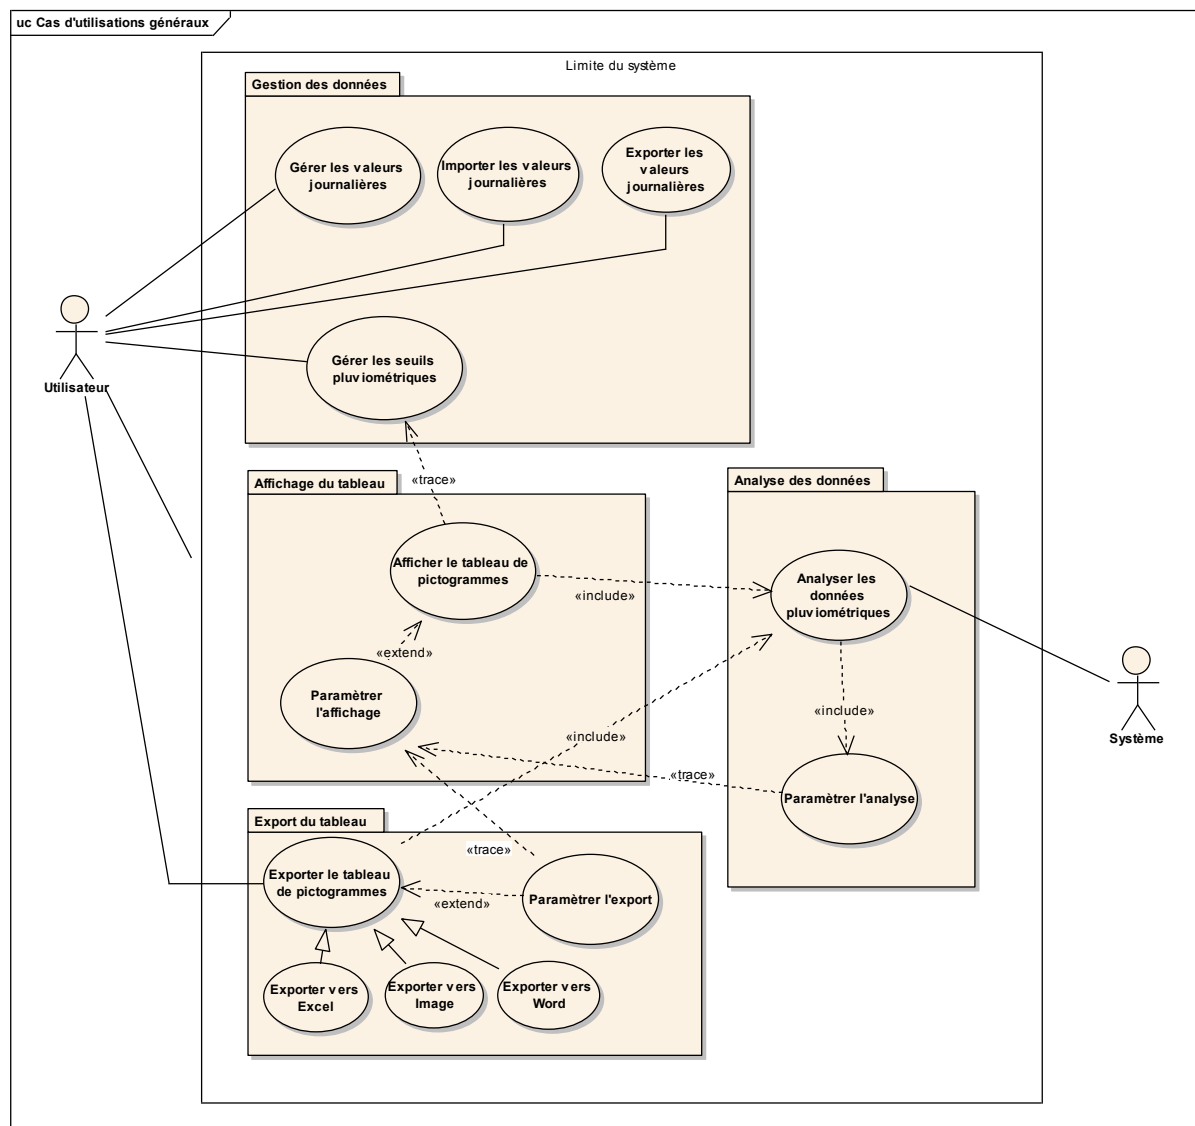 uc Cas d'utilisations généraux
Limite du système
Gestion des données
Gérer les valeurs
journalières
Importer les valeurs
journalières
Exporter les
valeurs
journalières
Utilisateur
Gérer les seuils
pluviométriques
«trace»
Affichage du tableau
Analyse des données
Afficher le tableau de
pictogrammes
«include»
Analyser les
données
pluviométriques
«extend»
Paramètrer
l'affichage
«include»
«include»
Système
«trace»
Paramètrer l'analyse
Export du tableau
«trace»
Exporter le tableau
de pictogrammes
«extend»
Paramètrer l'export
Exporter vers
Excel
Exporter vers
Image
Exporter vers
Word